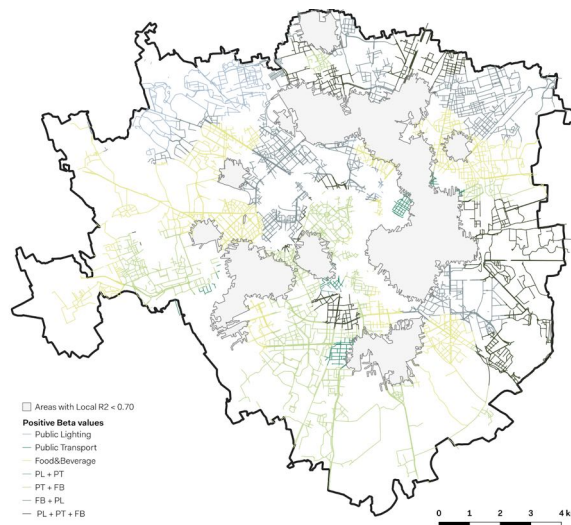 Areas with Local R2 < 0.70
Positive Beta values
Public Lighting
Public Transport
Food&Beverage
PL + PT
PT + FB
FB + PL
PL + PT + FB
0 1 2 3 4 k